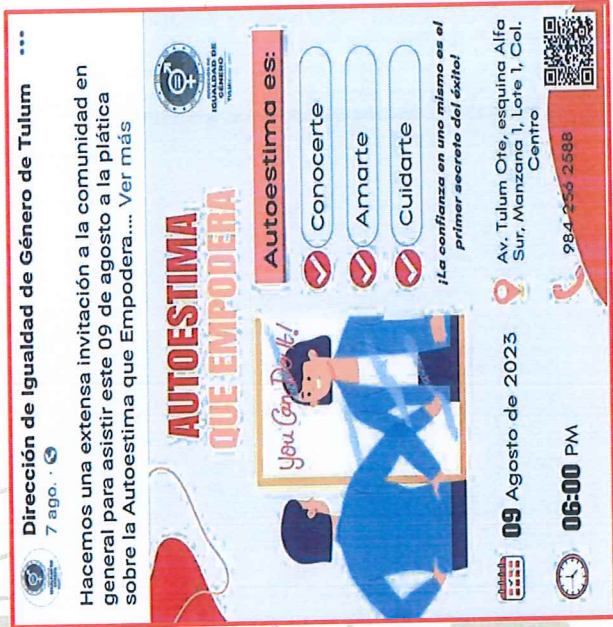 Dirección de Igualdad de Género de Tulum
7 ago.
Hacemos una extensa invitación a la comunidad en
general para asistir este 09 de agosto a la plática
sobre la Autoestima que Empodera.... Ver más
AUTOESTIMA
QUE EMPODERA
IGUALDAD DE
GÉNERO
You Can Do It!
Autoestima es:
Conocerte
Amarte
Cuidarte
¡La confianza en uno mismo es el
primer secreto del éxito!
09 Agosto de 2023
06:00 PM
Av. Tulum Ote, esquina Alfa
Sur, Manzana 1, Lote 1, Col.
Centro
984 256 2588